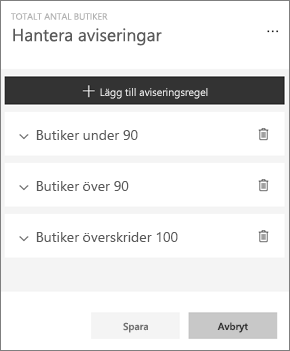 TOTALT ANTAL BUTIKER
Hantera aviseringar
Lägg till aviseringsregel
Butiker under 90
Butiker över 90
Butiker överskrider 100
Spara
Avbryt